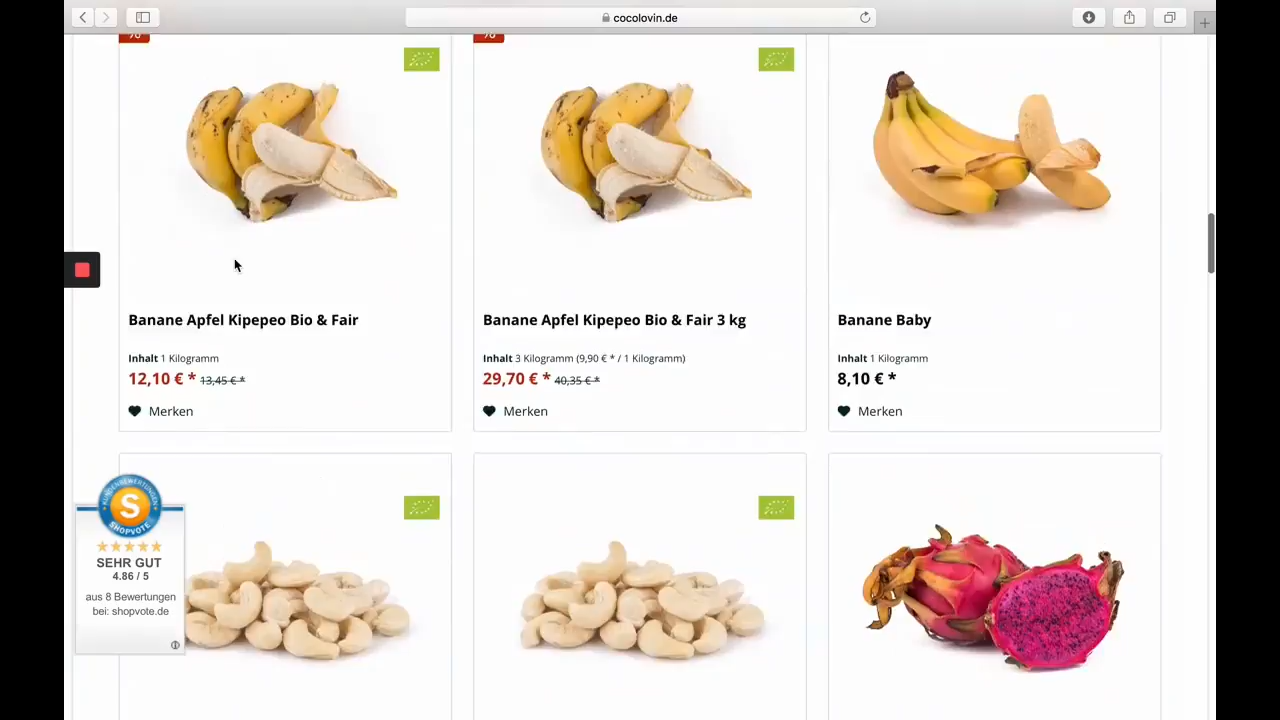 cocolovin.de
%
%
Banane Apfel Kipepeo Bio & Fair
Inhalt 1 Kilogramm
12,10 € * 13,45 € *
Merken
Banane Apfel Kipepeo Bio & Fair 3 kg
Inhalt 3 Kilogramm (9,90 € * / 1 Kilogramm)
29,70 € * 40,35 € *
Merken
Banane Baby
Inhalt 1 Kilogramm
8,10 € *
Merken
KUNDENBEWERTUNGEN
S
SHOPVOTE
SEHR GUT
4.86 / 5
aus 8 Bewertungen
bei: shopvote.de